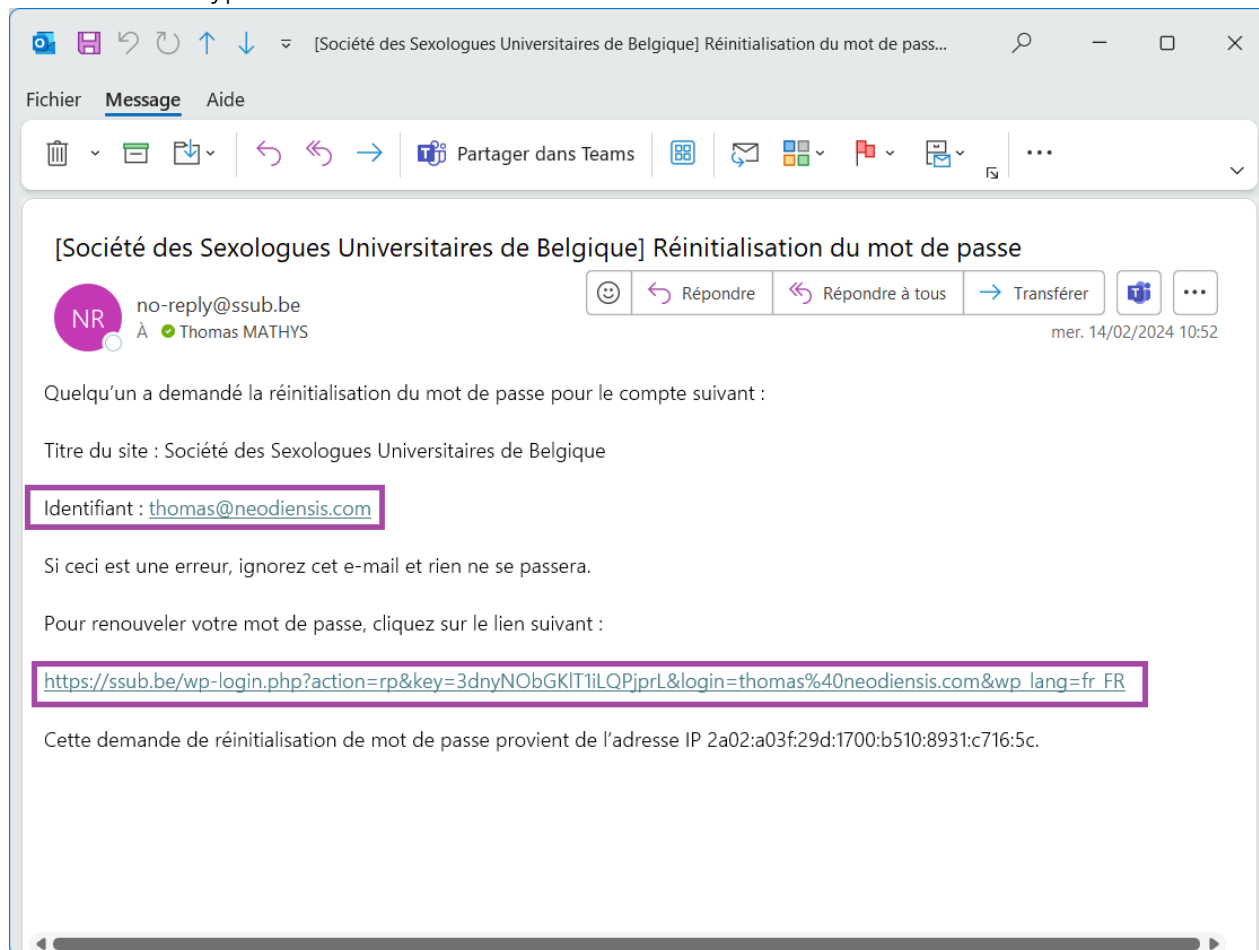 [Société des Sexologues Universitaires de Belgique] Réinitialisation du mot de pass...
Fichier Message Aide
Partager dans Teams
[Société des Sexologues Universitaires de Belgique] Réinitialisation du mot de passe
NR
no-reply@ssub.be
À Thomas MATHYS
Répondre Répondre à tous Transférer
mer. 14/02/2024 10:52
Quelqu’un a demandé la réinitialisation du mot de passe pour le compte suivant :
Titre du site : Société des Sexologues Universitaires de Belgique
Identifiant : thomas@neodiensis.com
Si ceci est une erreur, ignorez cet e-mail et rien ne se passera.
Pour renouveler votre mot de passe, cliquez sur le lien suivant :
https://ssub.be/wp-login.php?action=rp&key=3dnyNObGKlT1iLQPjprL&login=thomas%40neodiensis.com&wp_lang=fr_FR
Cette demande de réinitialisation de mot de passe provient de l’adresse IP 2a02:a03f:29d:1700:b510:8931:c716:5c.